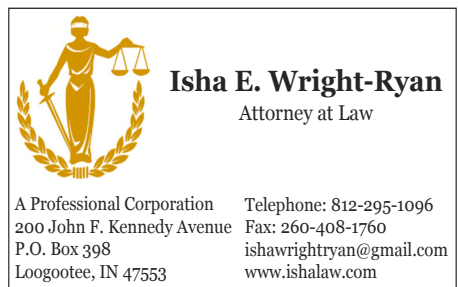 Isha E. Wright-Ryan
Attorney at Law
A Professional Corporation
200 John F. Kennedy Avenue
P.O. Box 398
Loogootee, IN 47553
Telephone: 812-295-1096
Fax: 260-408-1760
ishawrightryan@gmail.com
www.ishalaw.com